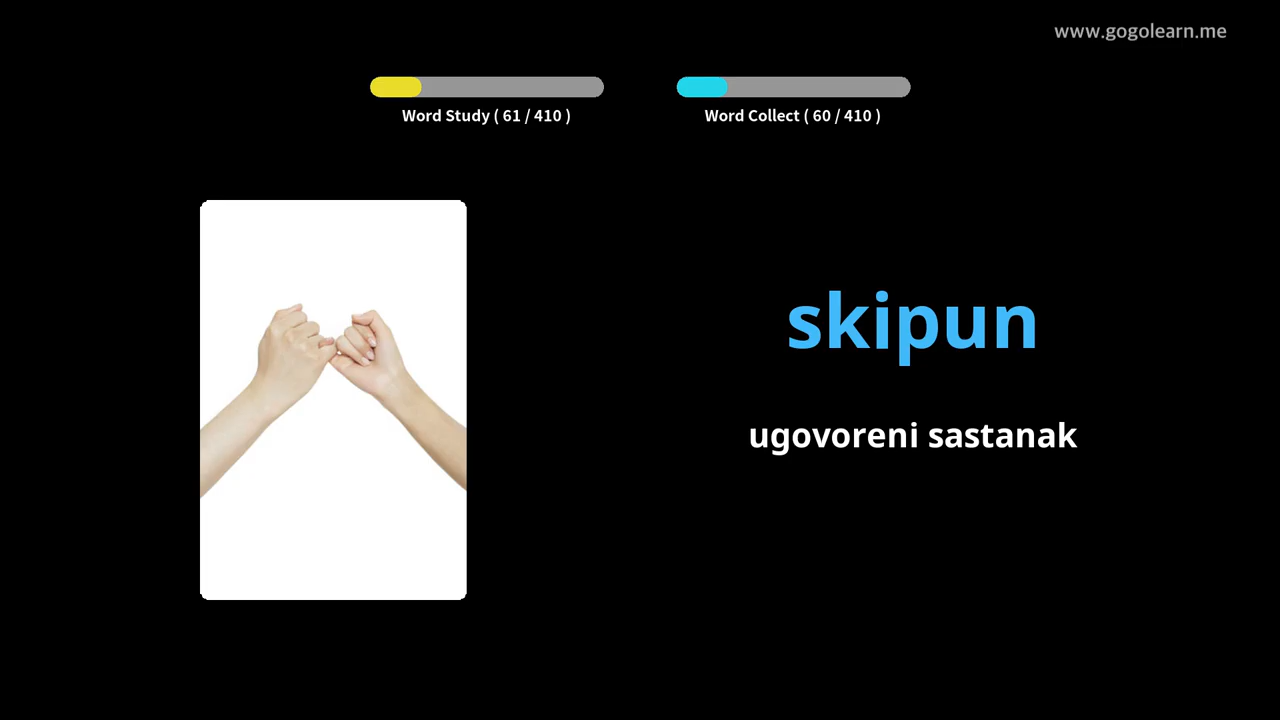 www.gogolearn.me
Word Study ( 61 / 410 )
Word Collect ( 60 / 410 )
skipun
ugovoreni sastanak